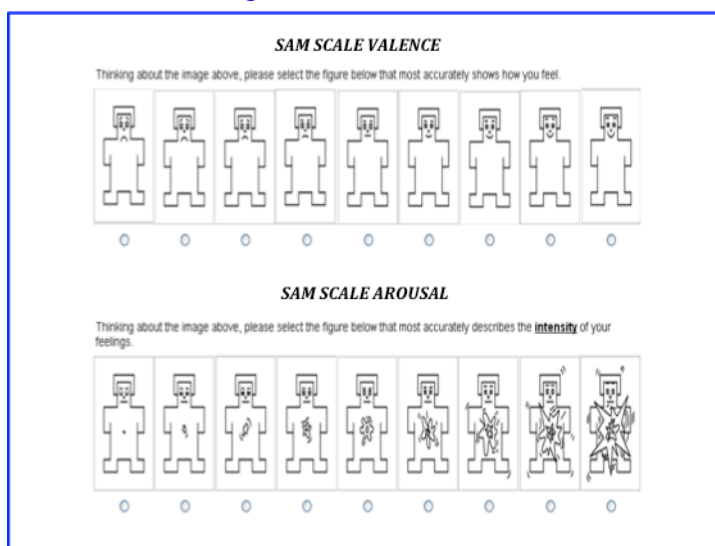 SAM SCALE VALENCE
Thinking about the image above, please select the figure below that most accurately shows how you feel.
SAM SCALE AROUSAL
Thinking about the image above, please select the figure below that most accurately describes the intensity of your
feelings.